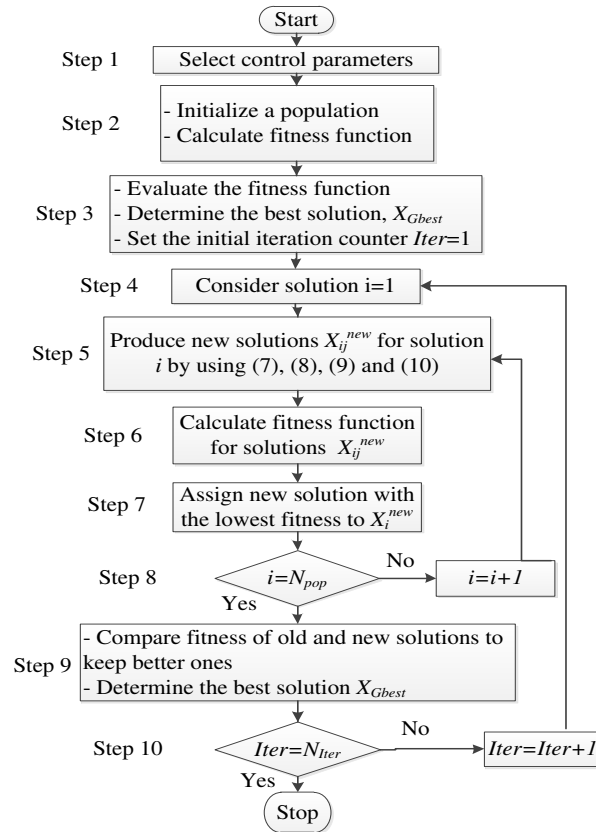 Start
Step 1
Select control parameters
Step 2
- Initialize a population
- Calculate fitness function
Step 3
- Evaluate the fitness function
- Determine the best solution, X_Gbest
- Set the initial iteration counter Iter=1
Step 4
Consider solution i=1
Step 5
Produce new solutions X_ij^new for solution
i by using (7), (8), (9) and (10)
Step 6
Calculate fitness function
for solutions X_ij^new
Step 7
Assign new solution with
the lowest fitness to X_i^new
Step 8
i=N_pop
No
i=i+1
Yes
Step 9
- Compare fitness of old and new solutions to
keep better ones
- Determine the best solution X_Gbest
Step 10
Iter=N_Iter
No
Iter=Iter+1
Yes
Stop